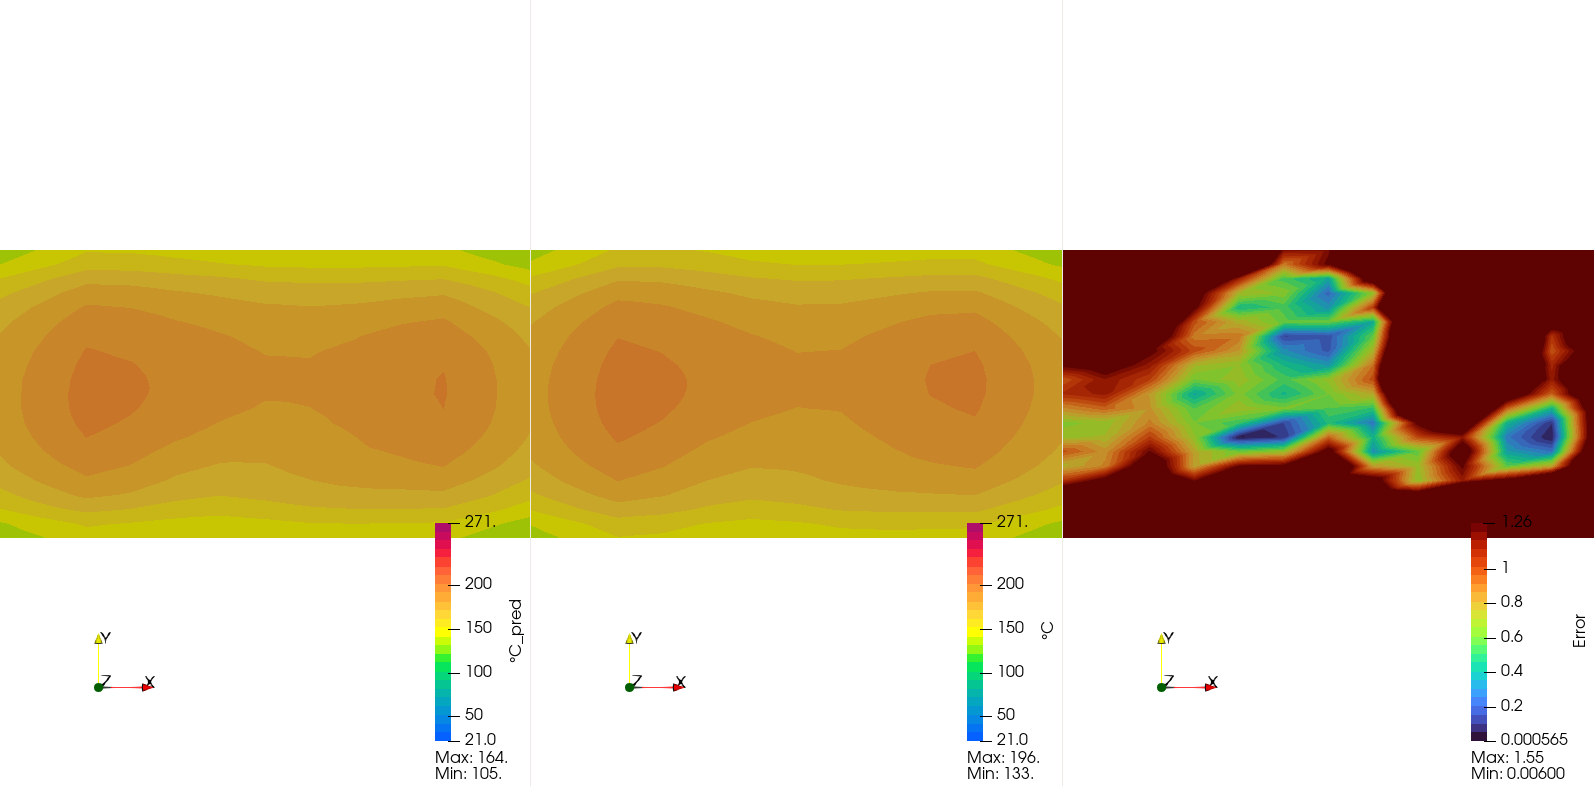 271.
200
150
100
50
21.0
°C_pred
Max: 164.
Min: 105.
Y
Z
X
271.
200
150
100
50
21.0
°C
Max: 196.
Min: 133.
Y
Z
X
1.26
1
0.8
0.6
0.4
0.2
0.000565
Error
Max: 1.55
Min: 0.00600
Y
Z
X